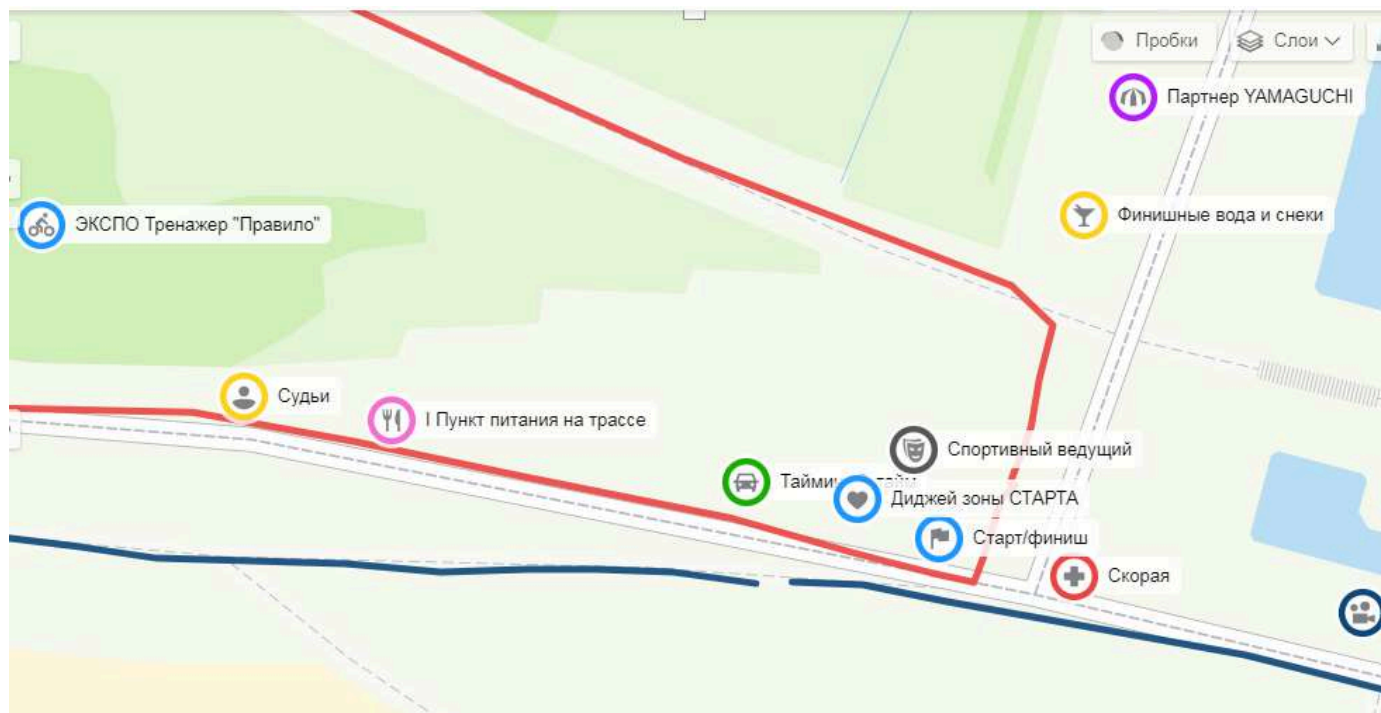 Пробки
Слои
Партнер YAMAGUCHI
ЭКСПО Тренажер "Правило"
Финишные вода и снеки
Судьи
I Пункт питания на трассе
Спортивный ведущий
Диджей зоны СТАРТА
Старт/финиш
Скорая